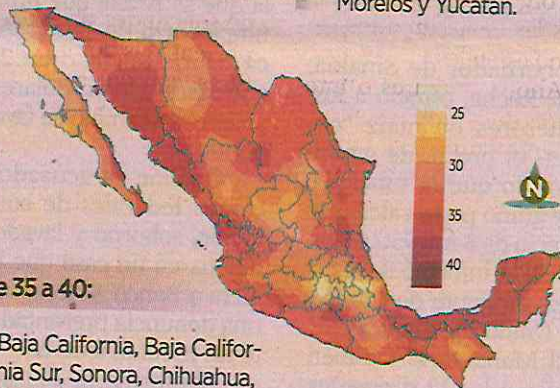 Morelos y Yucatán.
25
30
35
40
N
e 35 a 40:
Baja California, Baja Califor-
nia Sur, Sonora, Chihuahua,